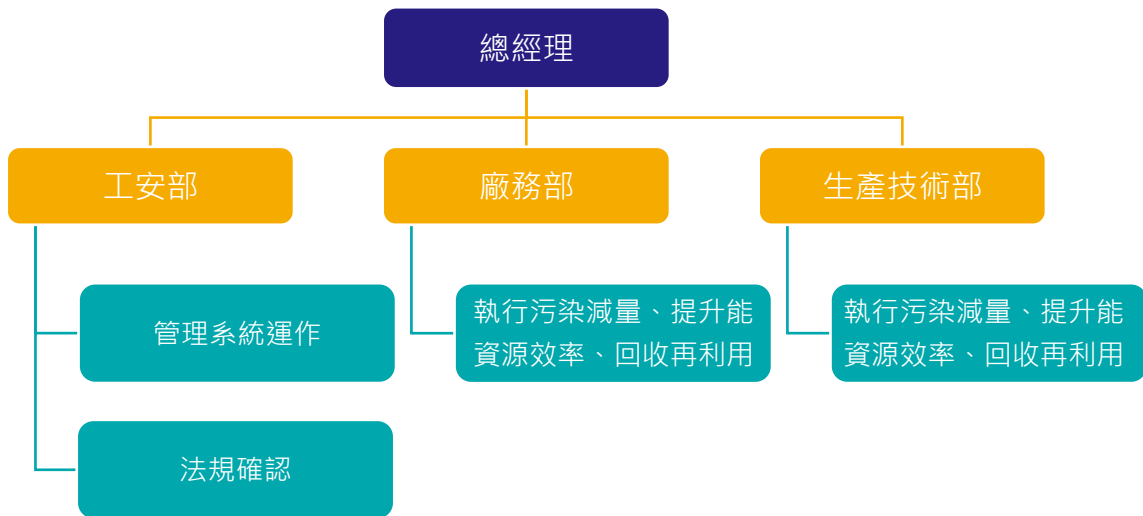 總經理
工安部
廠務部
生產技術部
管理系統運作
執行污染減量、提升能
資源效率、回收再利用
執行污染減量、提升能
資源效率、回收再利用
法規確認